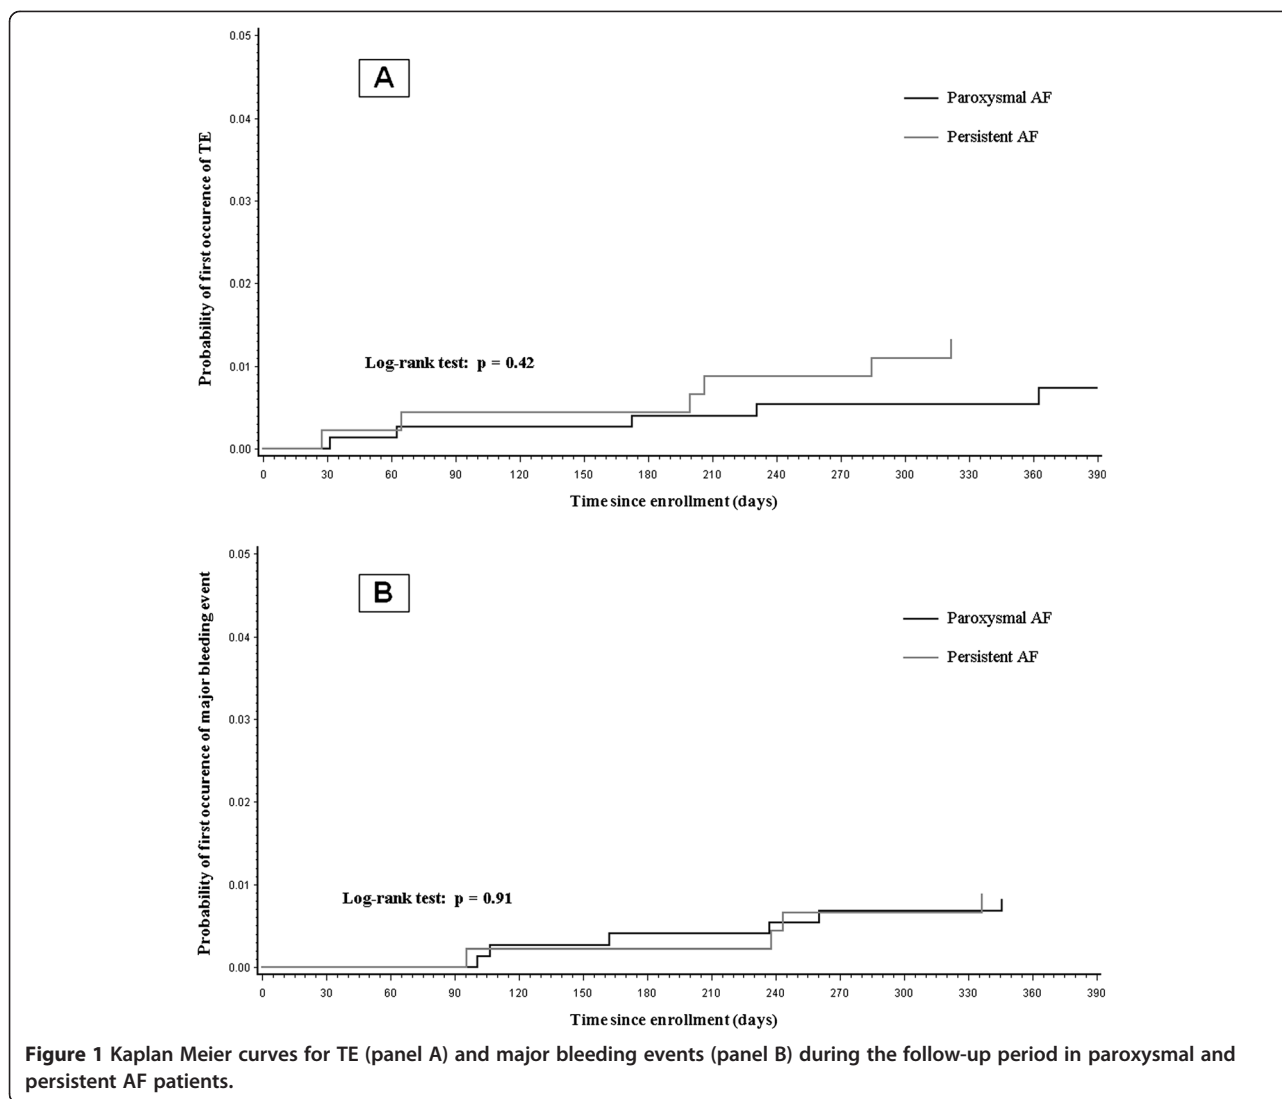 0.05
A
Paroxysmal AF
0.04
Persistent AF
0.03
Probability of first occurence of TE
0.02
0.01
Log-rank test: p = 0.42
0.00
0 30 60 90 120 150 180 210 240 270 300 330 360 390
Time since enrollment (days)
0.05
B
Paroxysmal AF
0.04
Persistent AF
0.03
Probability of first occurence of major bleeding event
0.02
0.01
Log-rank test: p = 0.91
0.00
0 30 60 90 120 150 180 210 240 270 300 330 360 390
Time since enrollment (days)
Figure 1 Kaplan Meier curves for TE (panel A) and major bleeding events (panel B) during the follow-up period in paroxysmal and
persistent AF patients.